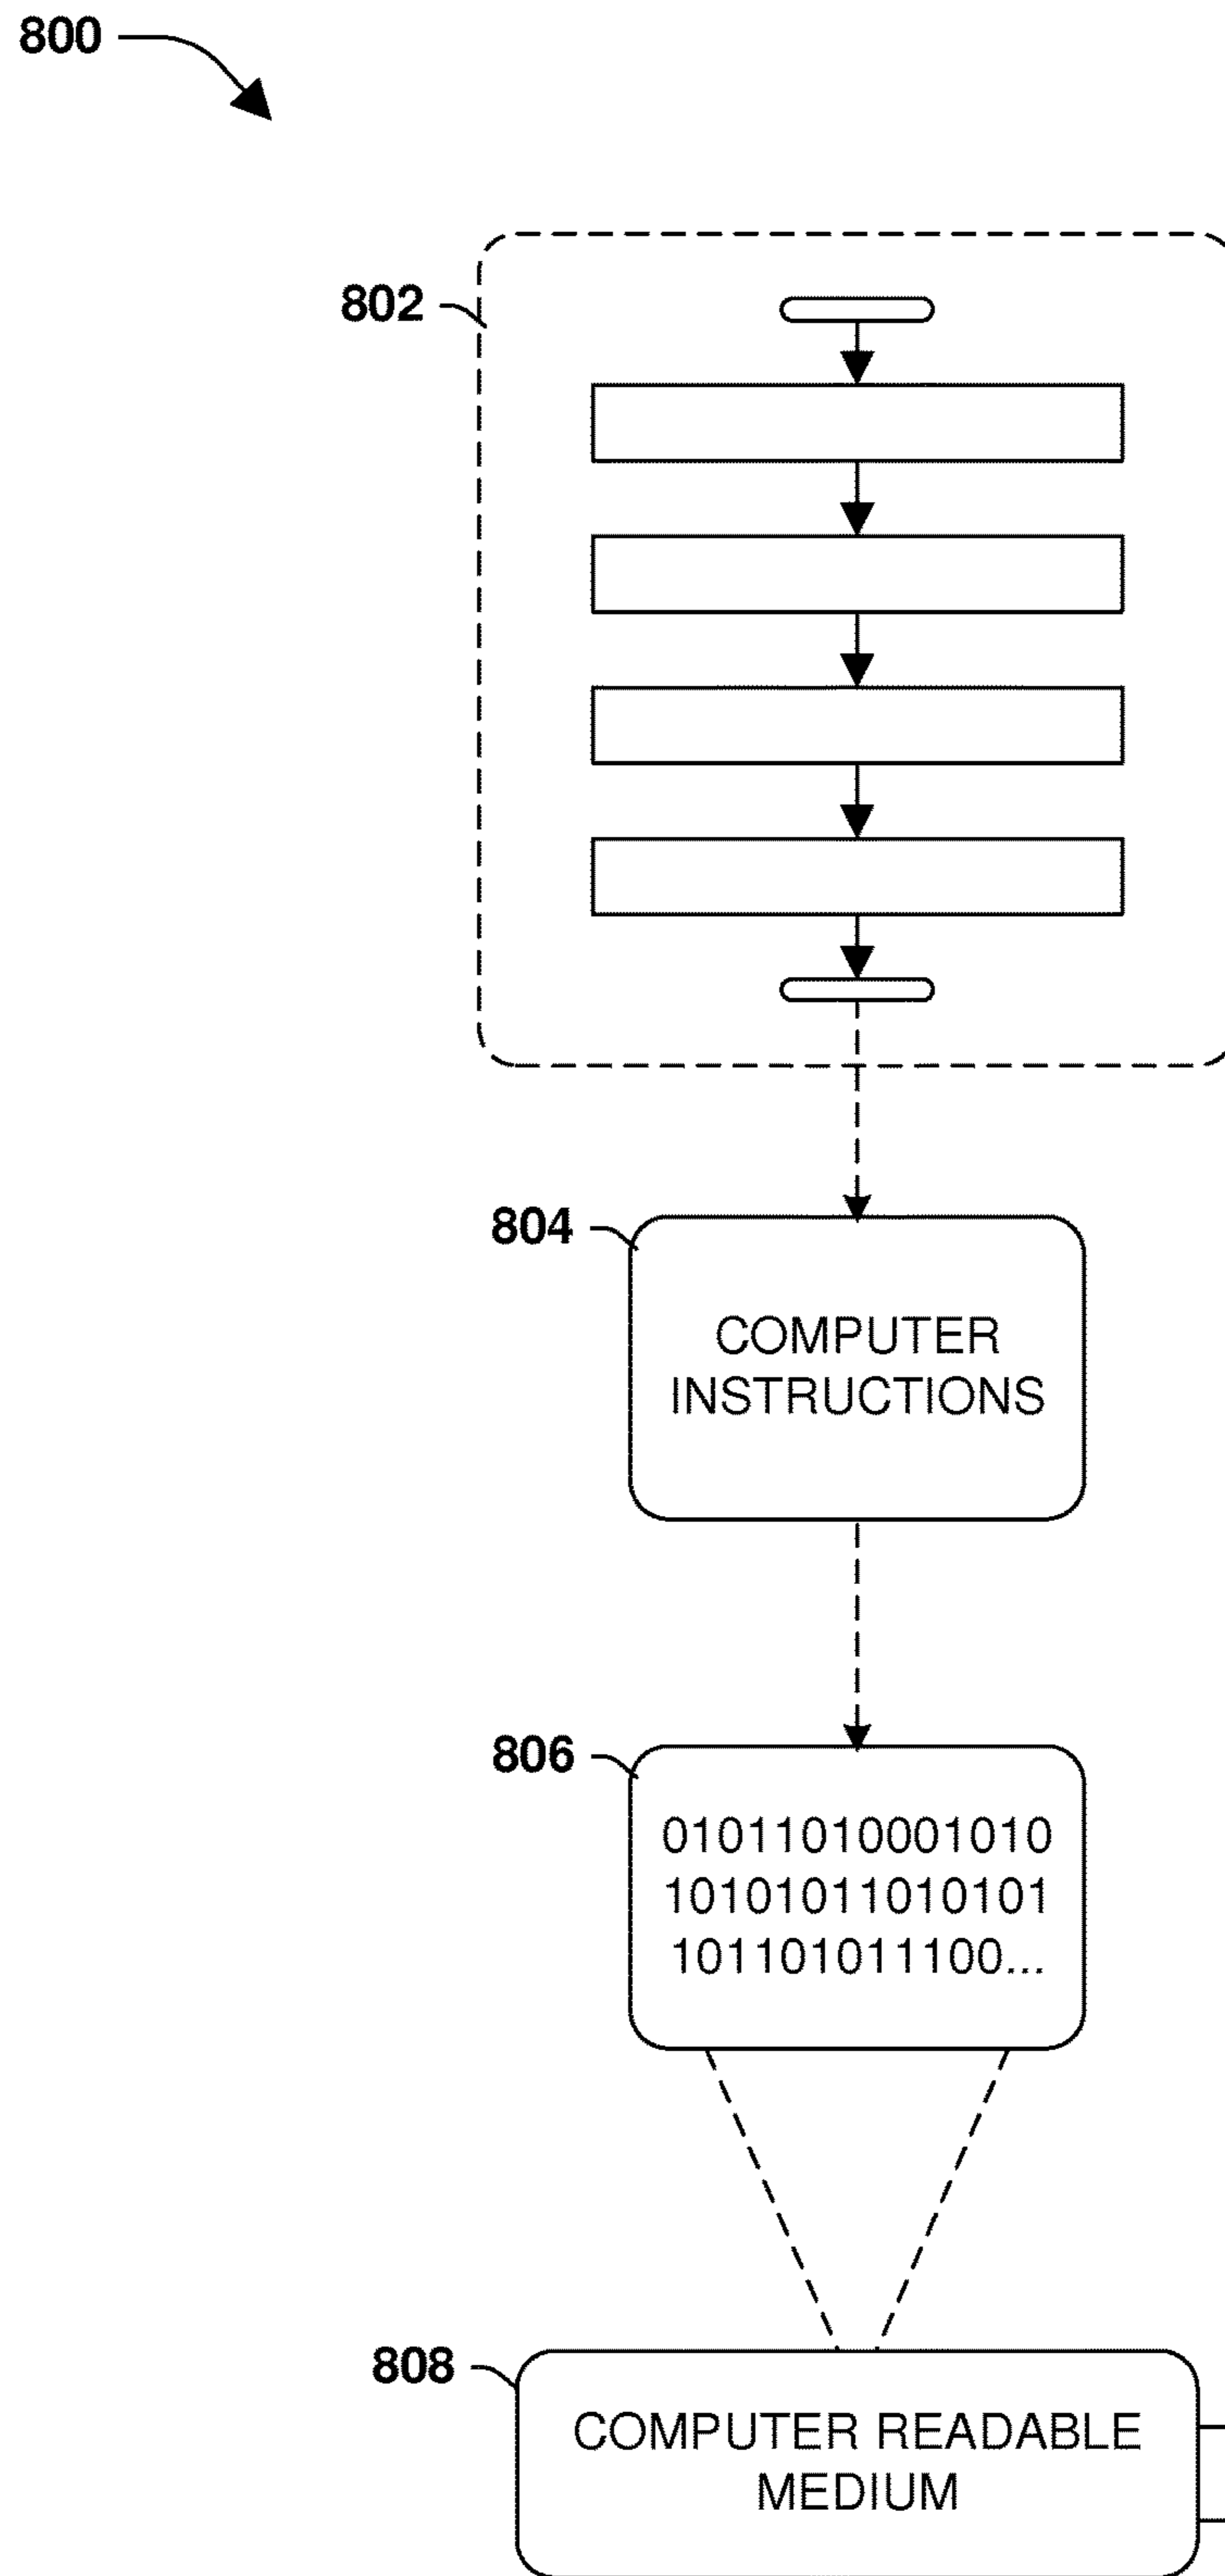 800
802
804
COMPUTER
INSTRUCTIONS
806
01011010001010
10101011010101
101101011100...
808
COMPUTER READABLE
MEDIUM